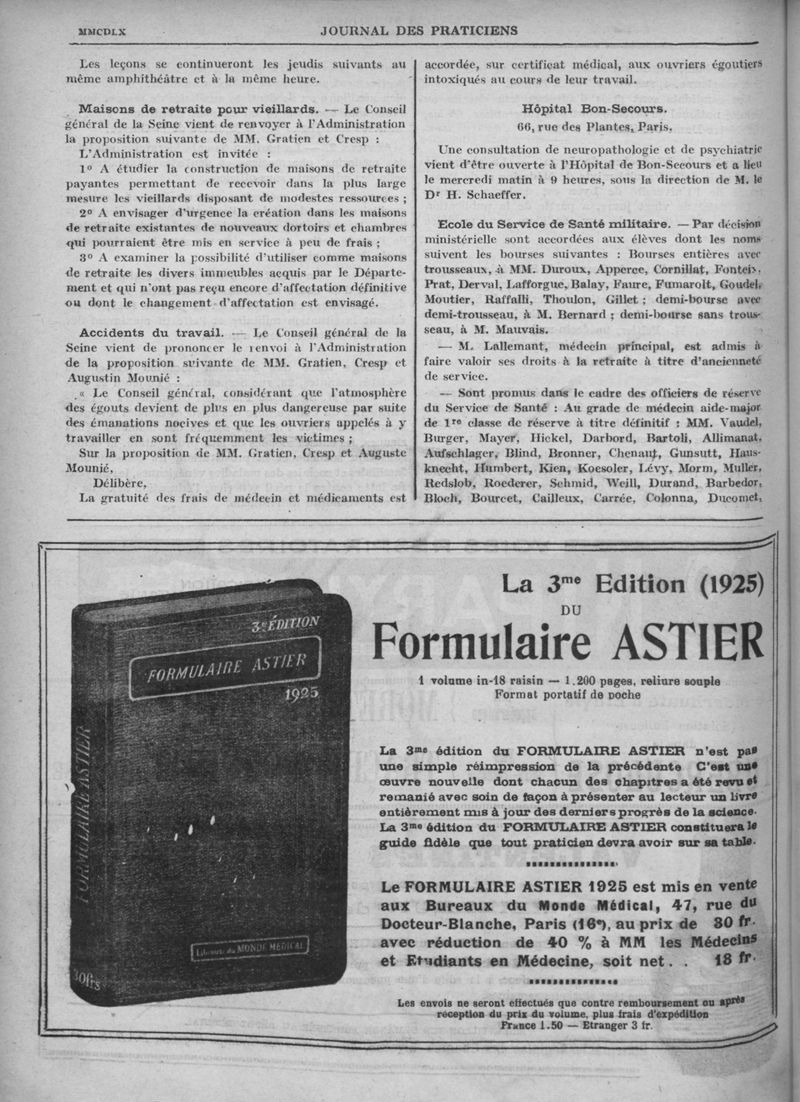 MMCDLX
JOURNAL DES PRATICIENS
Les leçons se continueront les jeudis suivants au
même amphithéâtre et à la même heure.
Maisons de retraite pour vieillards. — Le Conseil
général de la Seine vient de renvoyer à l'Administration
la proposition suivante de MM. Gratien et Cresp :
L'Administration est invitée :
1° A étudier la construction de maisons de retraite
payantes permettant de recevoir dans la plus large
mesure les vieillards disposant de modestes ressources ;
2° A envisager d'urgence la création dans les maisons
de retraite existantes de nouveaux dortoirs et chambres
qui pourraient être mis en service à peu de frais ;
3° A examiner la possibilité d'utiliser comme maisons
de retraite les divers immeubles acquis par le Départe-
ment et qui n'ont pas reçu encore d'affectation définitive
ou dont le changement d'affectation est envisagé.
Accidents du travail. — Le Conseil général de la
Seine vient de prononcer le renvoi à l'Administration
de la proposition suivante de MM. Gratien, Cresp et
Augustin Mounié :
« Le Conseil général, considérant que l'atmosphère
des égouts devient de plus en plus dangereuse par suite
des émanations nocives et que les ouvriers appelés à y
travailler en sont fréquemment les victimes ;
Sur la proposition de MM. Gratien, Cresp et Auguste
Mounié,
Délibère,
La gratuité des frais de médecin et médicaments est
accordée, sur certificat médical, aux ouvriers égoutiers
intoxiqués au cours de leur travail.
Hôpital Bon-Secours.
66, rue des Plantes, Paris.
Une consultation de neuropathologie et de psychiatrie
vient d'être ouverte à l'Hôpital de Bon-Secours et a lieu
le mercredi matin à 9 heures, sous la direction de M. le
Dr H. Schaeffer.
Ecole du Service de Santé militaire. — Par décision
ministérielle sont accordées aux élèves dont les noms
suivent les bourses suivantes : Bourses entières avec
trousseaux, à MM. Duroux, Apperce, Cornillat,
Prat, Derval, Lafforgue, Balay, Faure, Fumarolt, Goudel,
Moutier, Raffalli, Thoulon, Gillet ; demi-bourse avec
demi-trousseau, à M. Bernard ; demi-bourse sans trous-
seau, à M. Mauvais.
— M. Lallemant, médecin principal, est admis à
faire valoir ses droits à la retraite à titre d'ancienneté
de service.
— Sont promus dans le cadre des officiers de réserve
du Service de Santé : Au grade de médecin aide-major
de 1re classe de réserve à titre définitif : MM. Vaudel,
Burger, Mayer, Hickel, Darbord, Bartoli, Allimanat,
Aufschlager, Blind, Bronner, Gunsutt, Haus-
knecht, Humbert, Kien, Koesoler, Lévy, Morm, Muller,
Redslob, Roederer, Schmid, Weill, Durand, Barbedor,
Bloch, Bourcet, Cailleux, Carrée, Colonna, Ducomet,
3e ÉDITION
FORMULAIRE ASTIER
1925
FORMULAIRE ASTIER
Librairie du MONDE MÉDICAL
30frs
La 3me Edition (1925)
DU
Formulaire ASTIER
1 volume in-18 raisin — 1.200 pages, reliure souple
Format portatif de poche
La 3me édition du FORMULAIRE ASTIER n'est pas
une simple réimpression de la précédente C'est une
œuvre nouvelle dont chacun des chapitres a été revu et
remanié avec soin de façon à présenter au lecteur un livre
entièrement mis à jour des derniers progrès de la science.
La 3me édition du FORMULAIRE ASTIER constituera le
guide fidèle que tout praticien devra avoir sur sa table.
Le FORMULAIRE ASTIER 1925 est mis en vente
aux Bureaux du Monde Médical, 47, rue du
Docteur-Blanche, Paris (16e), au prix de 30 fr.
avec réduction de 40 % à MM les Médecins
et Etudiants en Médecine, soit net. . 18 fr.
Les envois ne seront effectués que contre remboursement ou après
réception du prix du volume, plus frais d'expédition
France 1.50 — Etranger 3 fr.